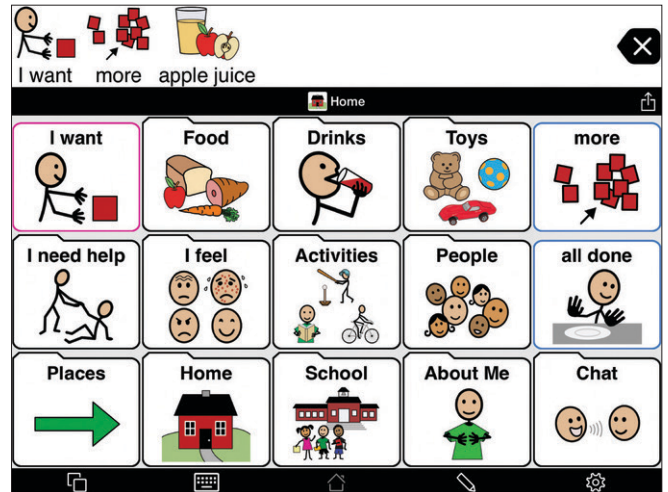 I want more apple juice
Home
I want Food Drinks Toys more
I need help I feel Activities People all done
Places Home School About Me Chat